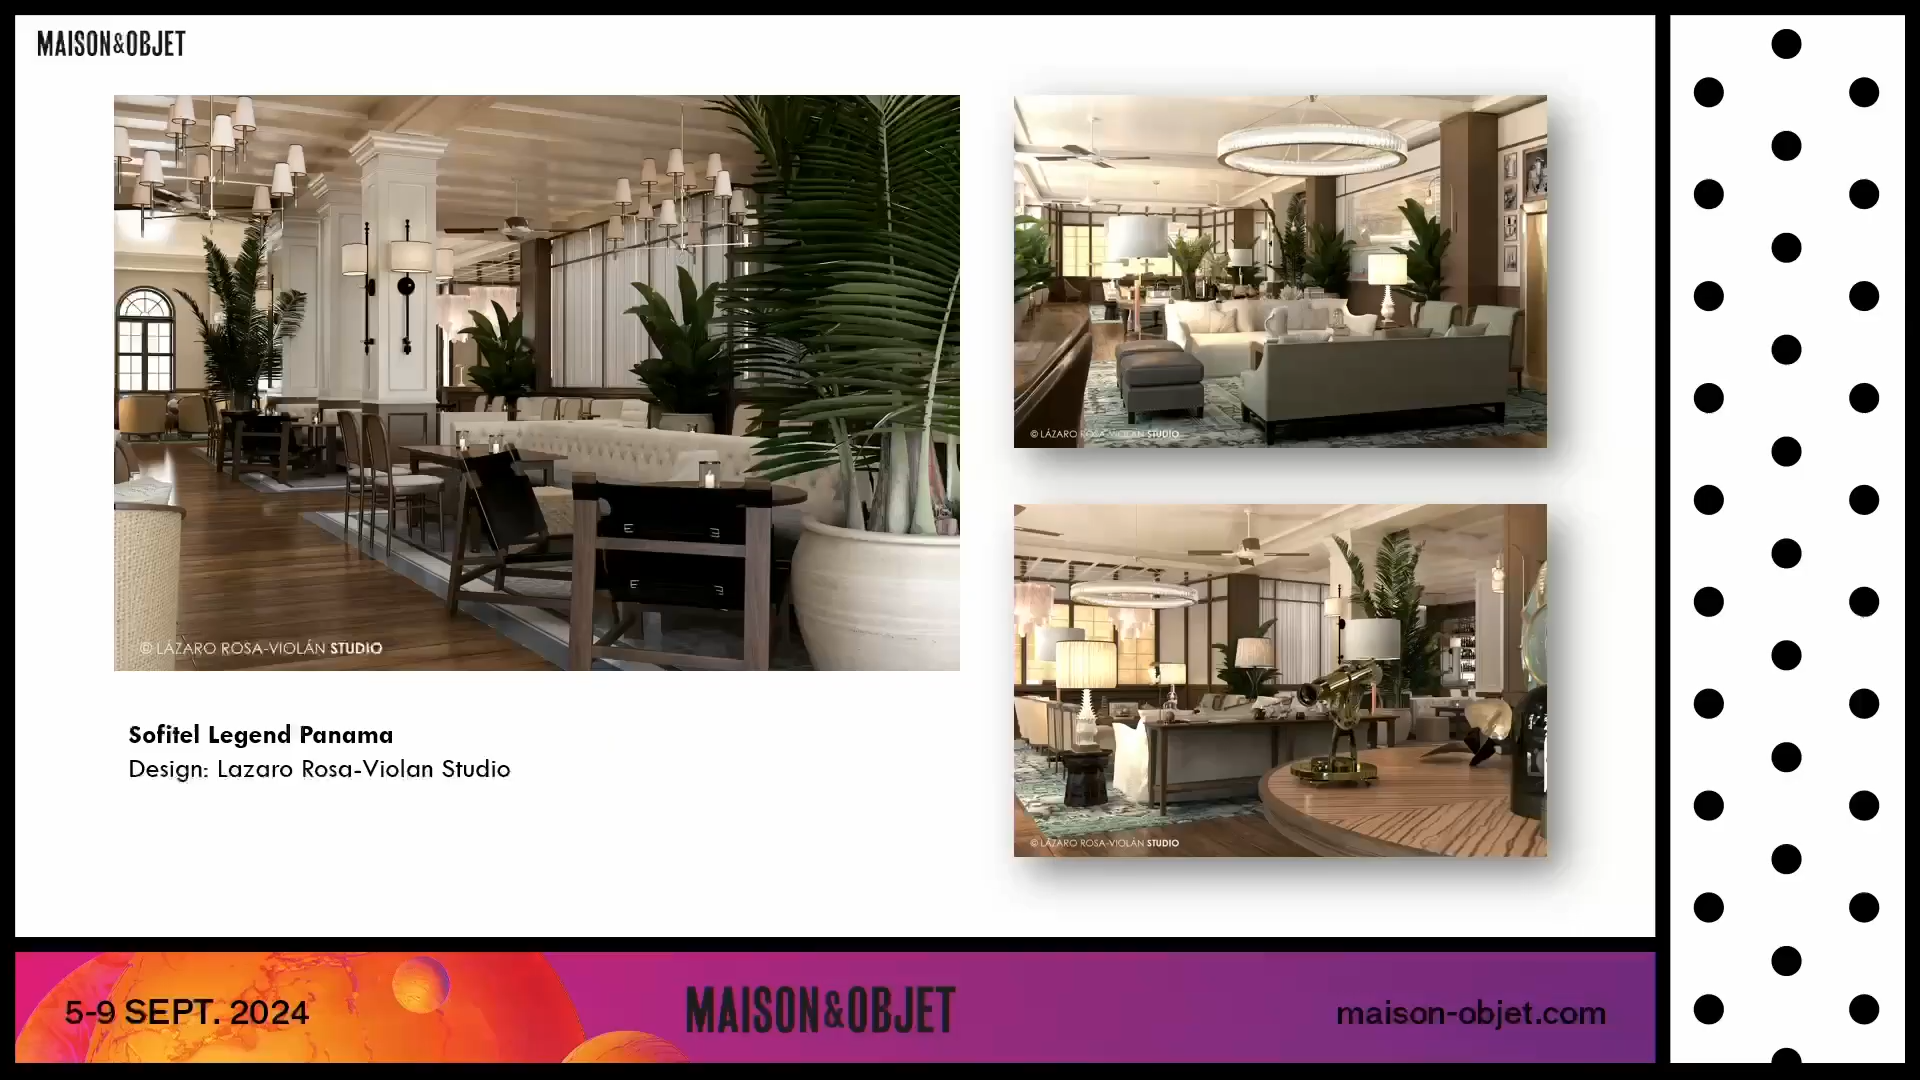 MAISON&OBJET
© LÁZARO ROSA-VIOLÁN STUDIO
© LÁZARO ROSA-VIOLÁN STUDIO
© LÁZARO ROSA-VIOLÁN STUDIO
Sofitel Legend Panama
Design: Lazaro Rosa-Violan Studio
5-9 SEPT. 2024
MAISON&OBJET
maison-objet.com